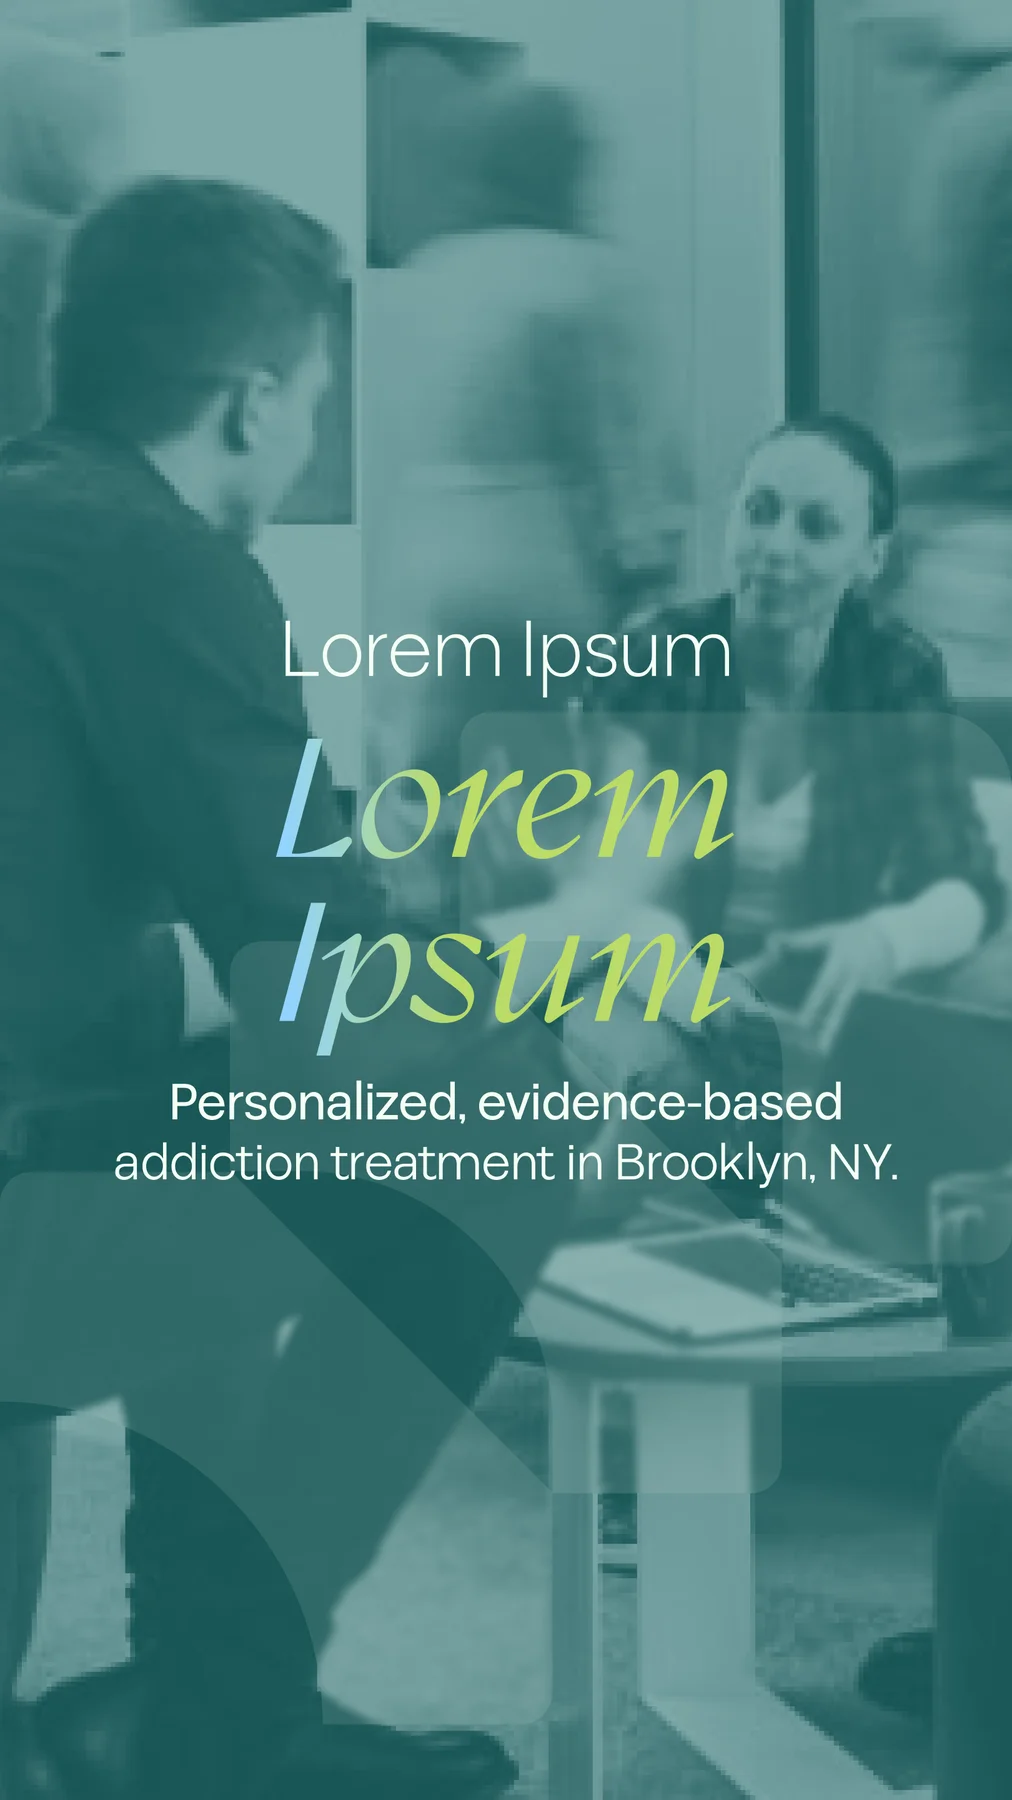 Lorem Ipsum
Lorem
Ipsum
Personalized, evidence-based
addiction treatment in Brooklyn, NY.